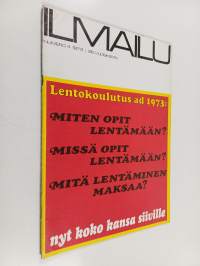 ILMAILU
Lentokoulutus ad 1973:
MITEN OPIT
LENTÄMÄÄN?
MISSÄ OPIT
LENTÄMÄÄN?
MITÄ LENTÄMINEN
MAKSAA?
nyt koko kansa siiville